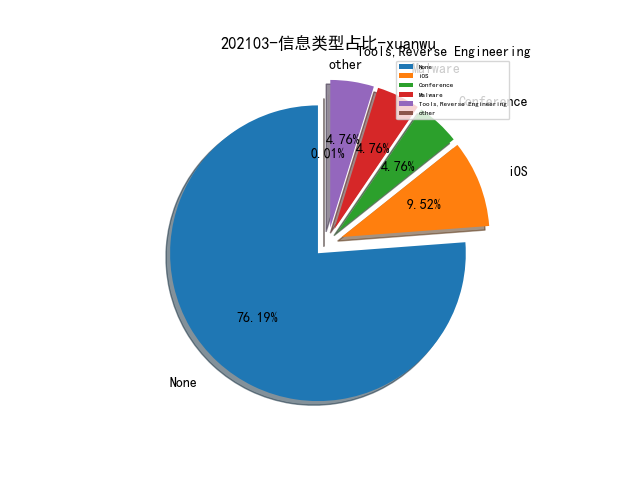 202103-信息类型占比-xuanwu
Tools,Reverse Engineering
other
Malware
None
iOS
Conference
Malware
Tools,Reverse Engineering
other
Conference
iOS
4.76%
0.01%
4.76%
4.76%
9.52%
76.19%
None